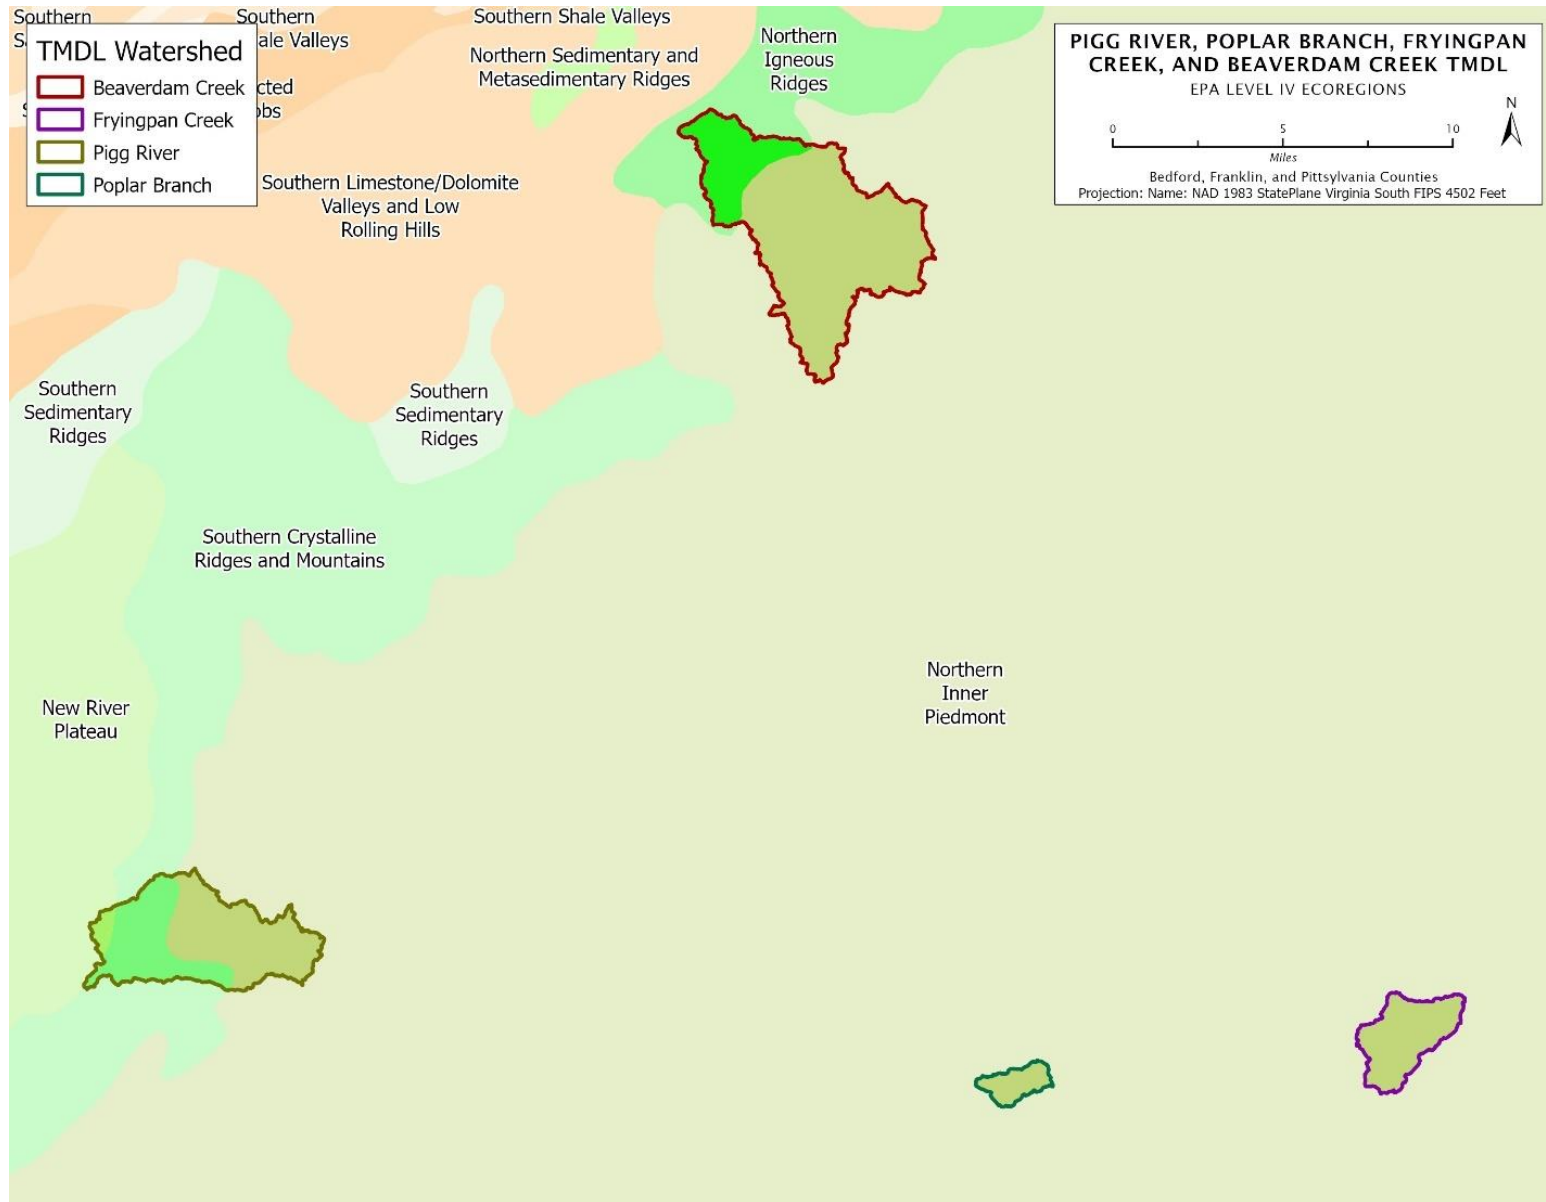 Southern
Southern
ale Valleys
Southern Shale Valleys
Northern Sedimentary and
Metasedimentary Ridges
Northern
Igneous
Ridges
TMDL Watershed
Beaverdam Creek
Fryingpan Creek
Pigg River
Poplar Branch
cted
obs
PIGG RIVER, POPLAR BRANCH, FRYINGPAN
CREEK, AND BEAVERDAM CREEK TMDL
EPA LEVEL IV ECOREGIONS
N
0 5 10
Miles
Bedford, Franklin, and Pittsylvania Counties
Projection: Name: NAD 1983 StatePlane Virginia South FIPS 4502 Feet
Southern Limestone/Dolomite
Valleys and Low
Rolling Hills
Southern
Sedimentary
Ridges
Southern
Sedimentary
Ridges
Southern Crystalline
Ridges and Mountains
New River
Plateau
Northern
Inner
Piedmont